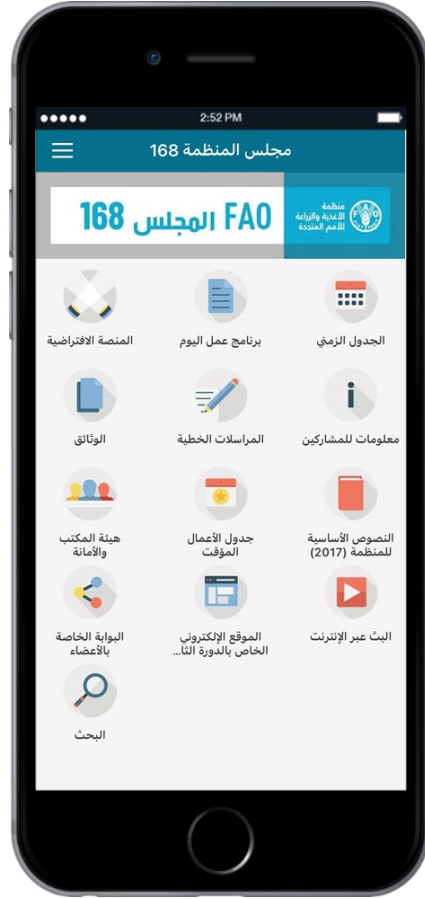 2:52 PM
مجلس المنظمة 168
منظمة
الأغذية والزراعة
للأمم المتحدة
FAO المجلس 168
الجدول الزمني
برنامج عمل اليوم
المنصة الافتراضية
معلومات للمشاركين
المراسلات الخطية
الوثائق
النصوص الأساسية
للمنظمة (2017)
جدول الأعمال
المؤقت
هيئة المكتب
والأمانة
البث عبر الإنترنت
الموقع الإلكتروني
الخاص بالدورة الثا...
البوابة الخاصة
بالأعضاء
البحث